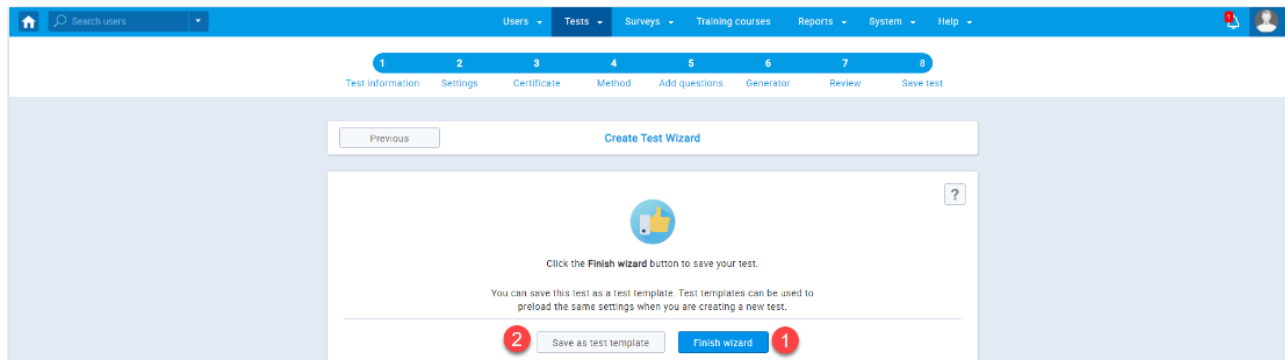 Search users
Users Tests Surveys Training courses Reports System Help
1
1 2 3 4 5 6 7 8
Test information Settings Certificate Method Add questions Generator Review Save test
Previous Create Test Wizard
?
Click the Finish wizard button to save your test.
You can save this test as a test template. Test templates can be used to
preload the same settings when you are creating a new test.
2 Save as test template Finish wizard 1